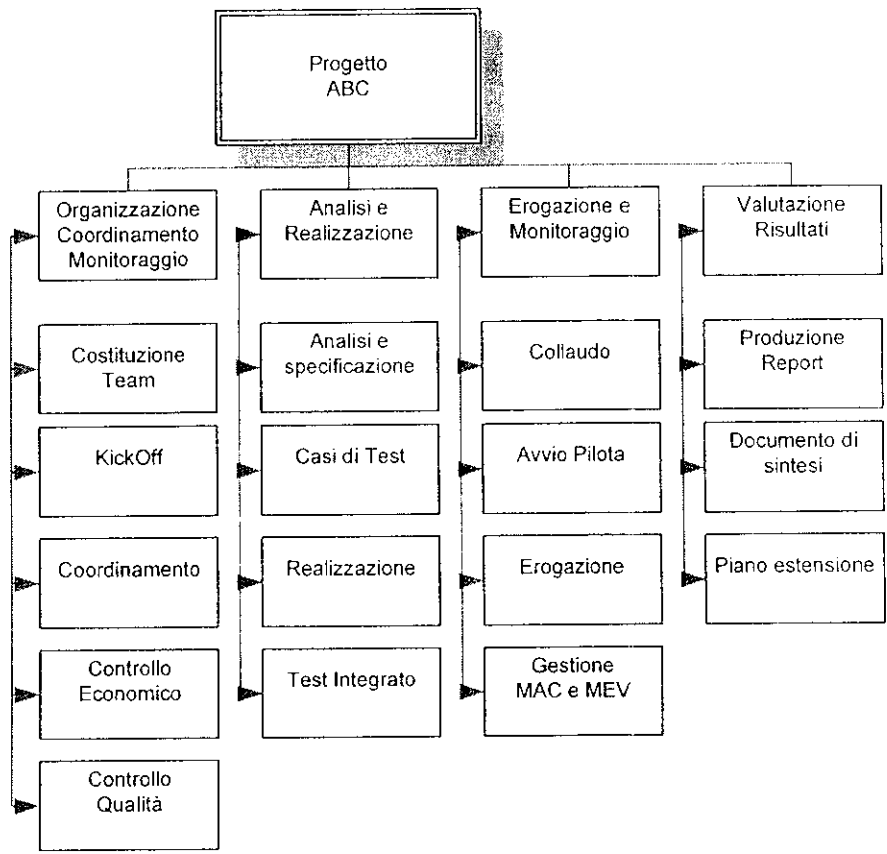 Progetto
ABC
Organizzazione
Coordinamento
Monitoraggio
Analisi e
Realizzazione
Erogazione e
Monitoraggio
Valutazione
Risultati
Costituzione
Team
Analisi e
specificazione
Collaudo
Produzione
Report
KickOff
Casi di Test
Avvio Pilota
Documento di
sintesi
Coordinamento
Realizzazione
Erogazione
Piano estensione
Controllo
Economico
Test Integrato
Gestione
MAC e MEV
Controllo
Qualità